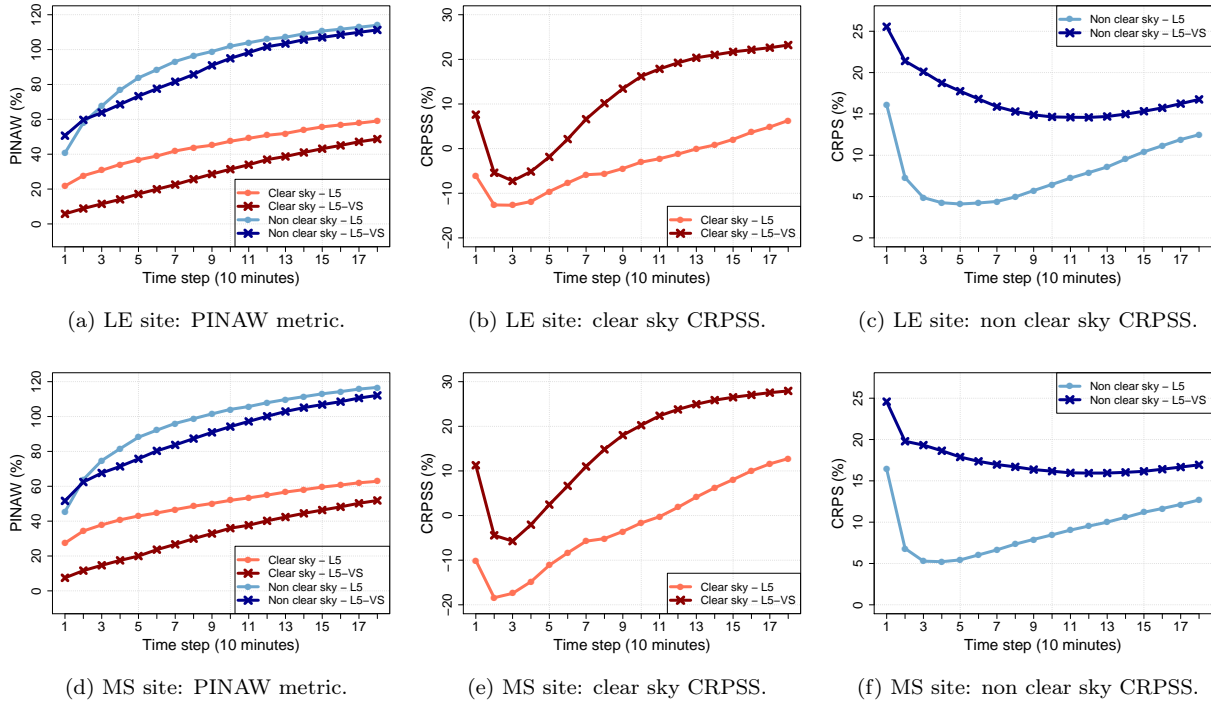 PINAW (%)
0 20 40 60 80 100 120
Clear sky – L5
Clear sky – L5–VS
Non clear sky – L5
Non clear sky – L5–VS
1 3 5 7 9 11 13 15 17
Time step (10 minutes)
(a) LE site: PINAW metric.
CRPSS (%)
−20 −10 0 10 20 30
Clear sky – L5
Clear sky – L5–VS
1 3 5 7 9 11 13 15 17
Time step (10 minutes)
(b) LE site: clear sky CRPSS.
CRPS (%)
0 5 10 15 20 25
Non clear sky – L5
Non clear sky – L5–VS
1 3 5 7 9 11 13 15 17
Time step (10 minutes)
(c) LE site: non clear sky CRPSS.
PINAW (%)
0 20 40 60 80 100 120
Clear sky – L5
Clear sky – L5–VS
Non clear sky – L5
Non clear sky – L5–VS
1 3 5 7 9 11 13 15 17
Time step (10 minutes)
(d) MS site: PINAW metric.
CRPSS (%)
−20 −10 0 10 20 30
Clear sky – L5
Clear sky – L5–VS
1 3 5 7 9 11 13 15 17
Time step (10 minutes)
(e) MS site: clear sky CRPSS.
CRPS (%)
0 5 10 15 20 25
Non clear sky – L5
Non clear sky – L5–VS
1 3 5 7 9 11 13 15 17
Time step (10 minutes)
(f) MS site: non clear sky CRPSS.